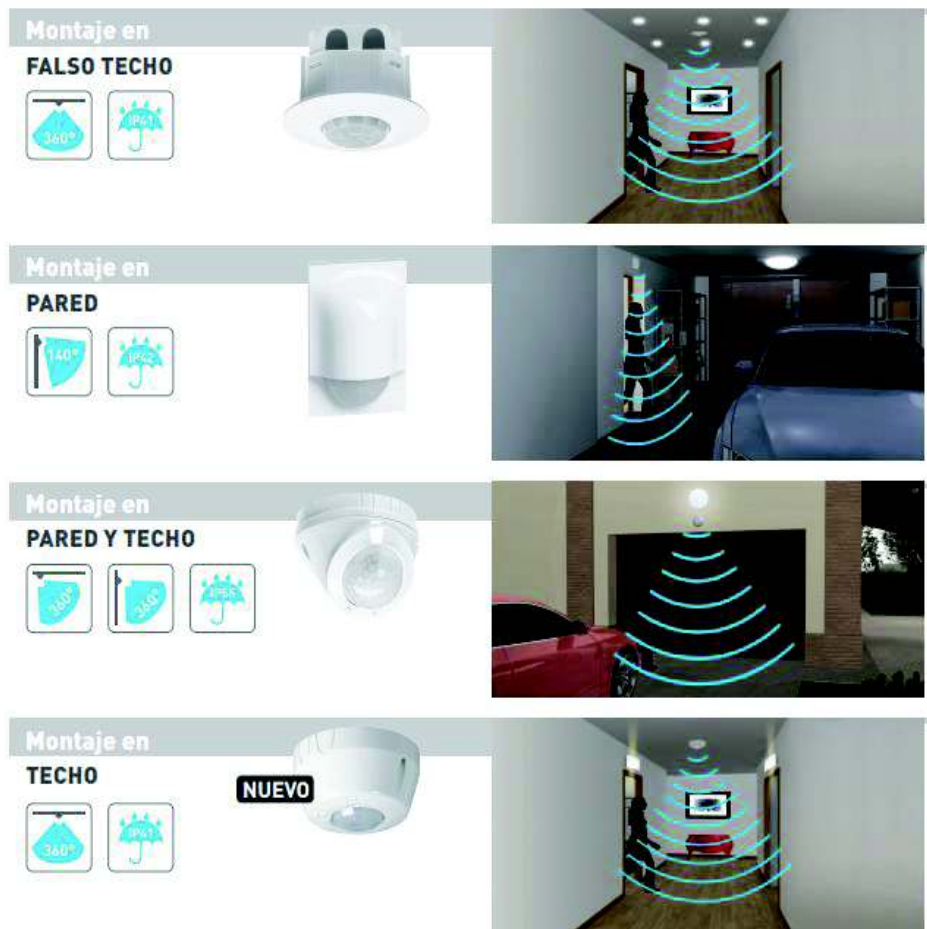 Montaje en
FALSO TECHO
360°
IP41
Montaje en
PARED
140°
IP42
Montaje en
PARED Y TECHO
360°
360°
Montaje en
TECHO
NUEVO
360°
IP41